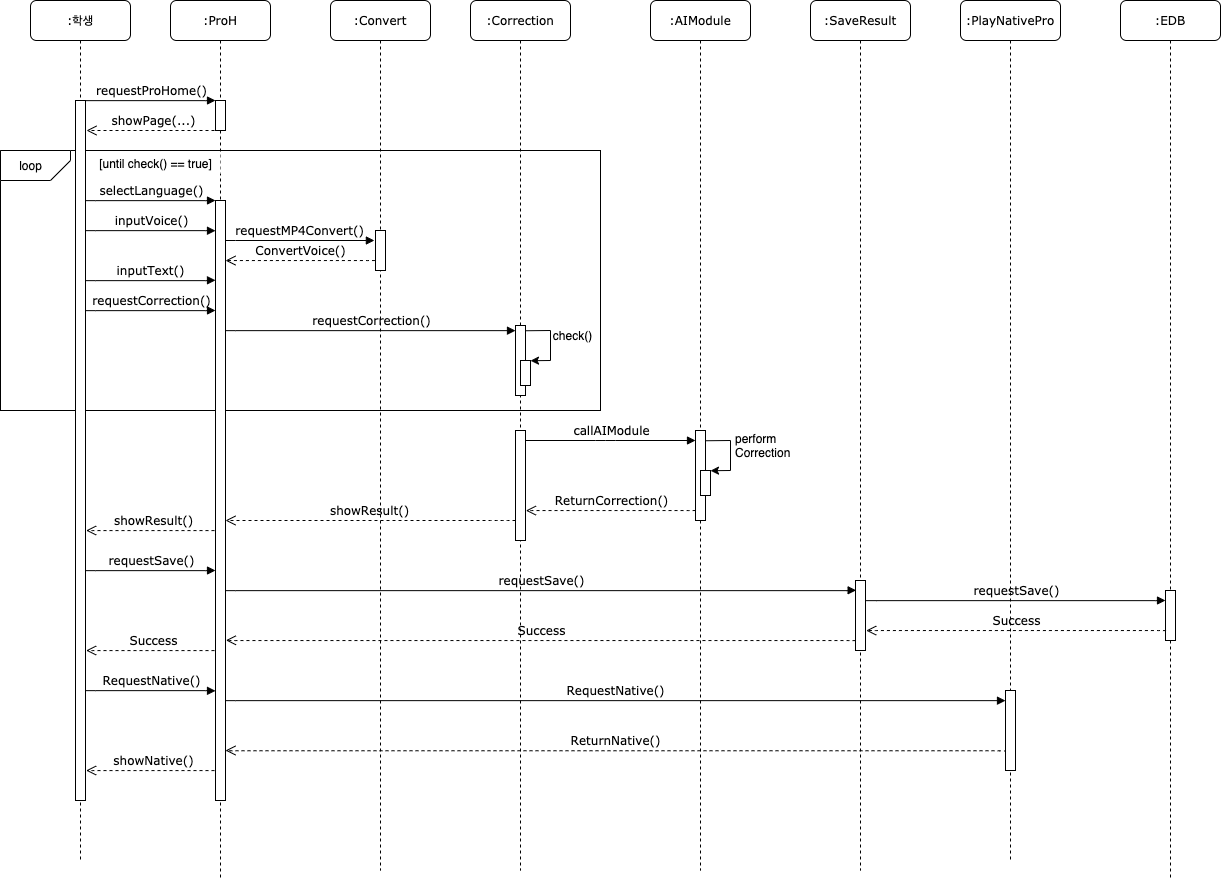 :학생
:ProH
:Convert
:Correction
:AIModule
:SaveResult
:PlayNativePro
:EDB
requestProHome()
showPage(...)
loop
[until check() == true]
selectLanguage()
inputVoice()
requestMP4Convert()
ConvertVoice()
inputText()
requestCorrection()
requestCorrection()
check()
callAIModule
perform
Correction
ReturnCorrection()
showResult()
showResult()
requestSave()
requestSave()
requestSave()
Success
Success
Success
RequestNative()
RequestNative()
ReturnNative()
showNative()